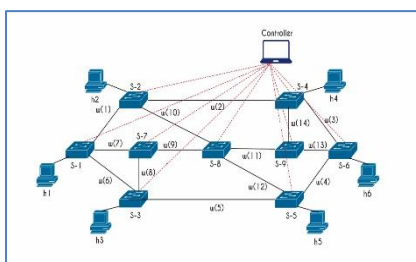 Controller
S-2
S-4
h2
u(10)
u(2)
h4
u(1)
u(14)
u(3)
S-7
u(7)
u(9)
u(11)
u(13)
S-1
S-8
S-9
S-6
u(8)
h1
u(6)
u(12)
u(4)
h6
S-3
S-5
u(5)
h3
h5